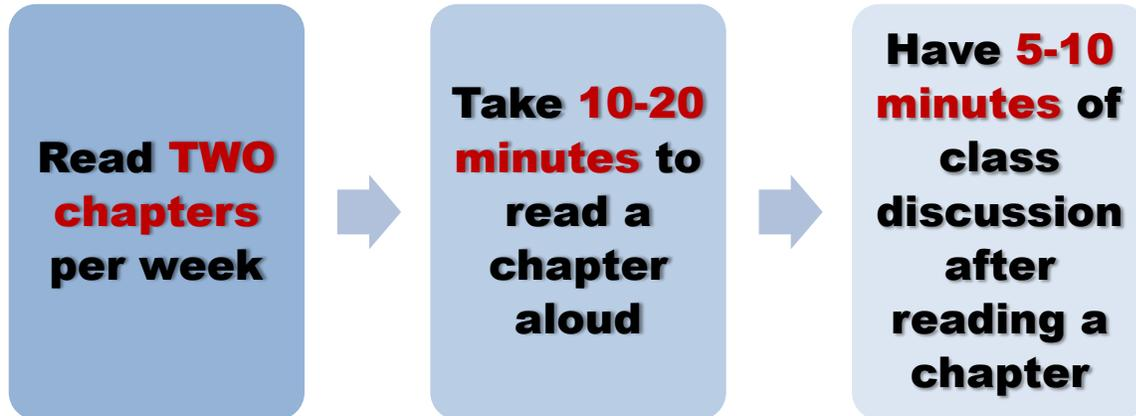 Read TWO
chapters
per week
Take 10-20
minutes to
read a
chapter
aloud
Have 5-10
minutes of
class
discussion
after
reading a
chapter